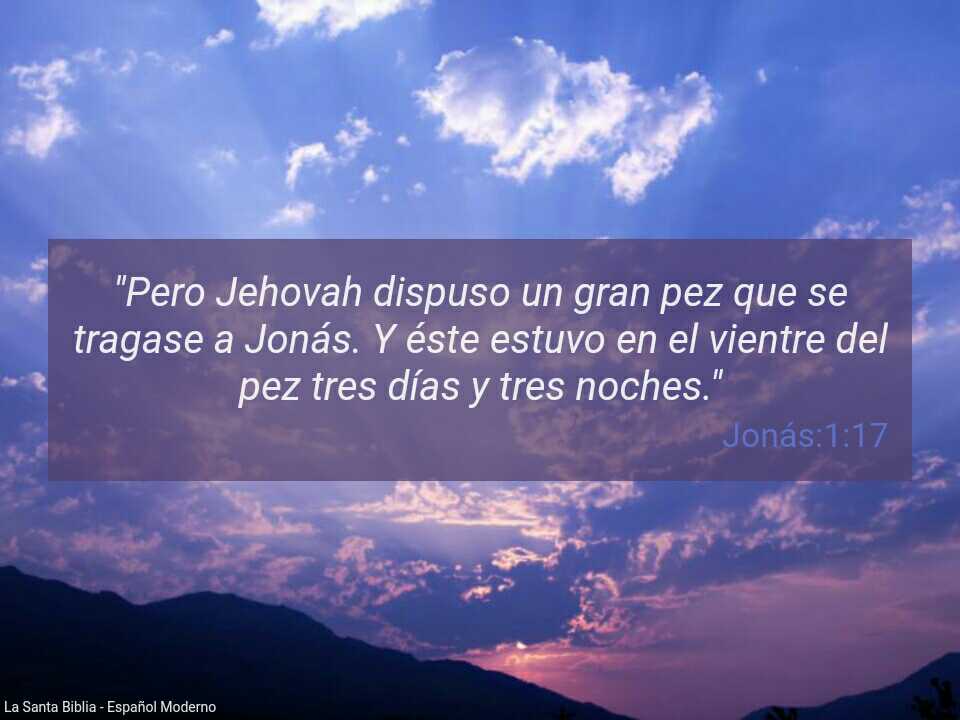 "Pero Jehovah dispuso un gran pez que se
tragase a Jonás. Y éste estuvo en el vientre del
pez tres días y tres noches."
Jonás:1:17
La Santa Biblia - Español Moderno